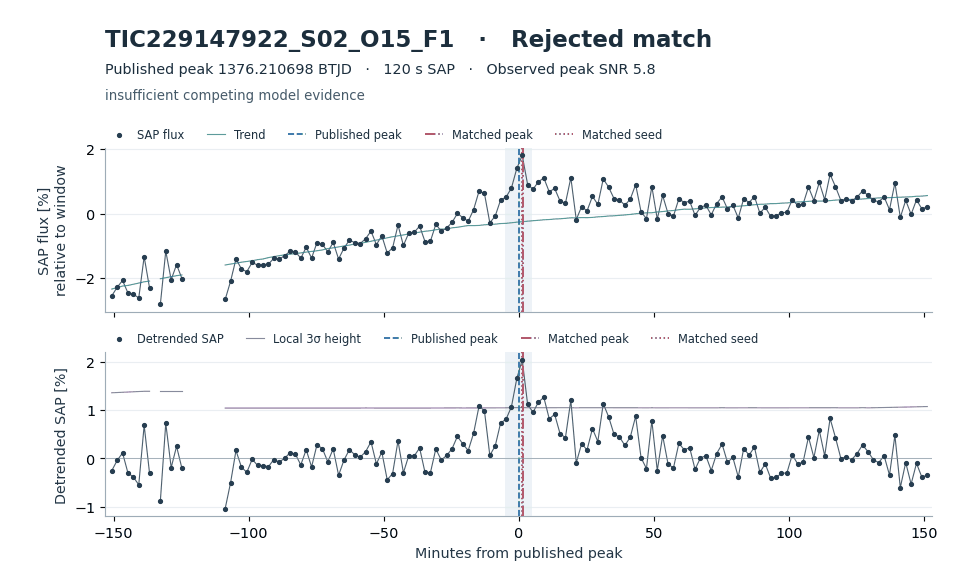 TIC229147922_S02_O15_F1 · Rejected match
Published peak 1376.210698 BTJD · 120 s SAP · Observed peak SNR 5.8
insufficient competing model evidence
SAP flux Trend Published peak Matched peak Matched seed
SAP flux [%]
relative to window
2
0
−2
Detrended SAP Local 3σ height Published peak Matched peak Matched seed
Detrended SAP [%]
2
1
0
−1
−150 −100 −50 0 50 100 150
Minutes from published peak